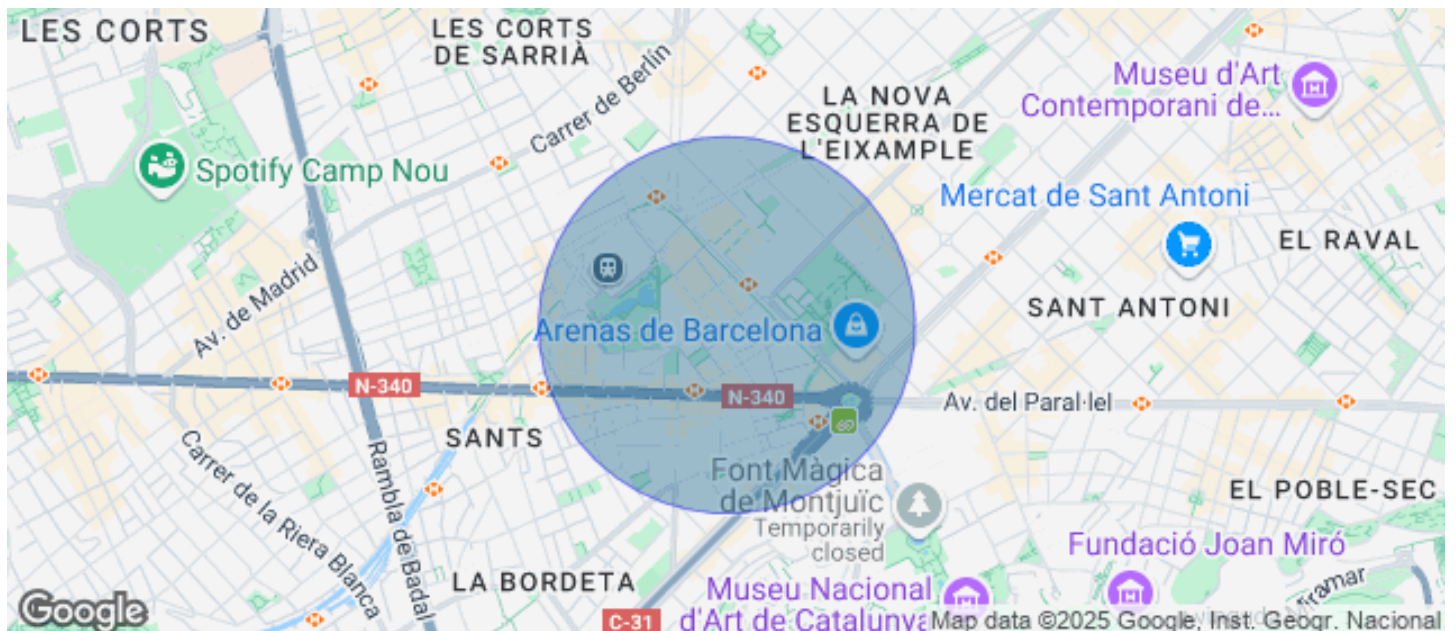 LES CORTS
LES CORTS
DE SARRIÀ
Carrer de Berlín
LA NOVA
ESQUERRA DE
L'EIXAMPLE
Museu d'Art
Contemporani de...
Spotify Camp Nou
Mercat de Sant Antoni
EL RAVAL
SANT ANTONI
Av. de Madrid
Arenas de Barcelona
N-340
N-340
Av. del Paral·lel
SANTS
Rambla de Badal
Carrer de la Riera Blanca
Font Màgica
de Montjuïc
Temporarily
closed
EL POBLE-SEC
Fundació Joan Miró
LA BORDETA
Museu Nacional
d'Art de Catalunya
C-31
Miramar
Google
Map data ©2025 Google, Inst. Geogr. Nacional